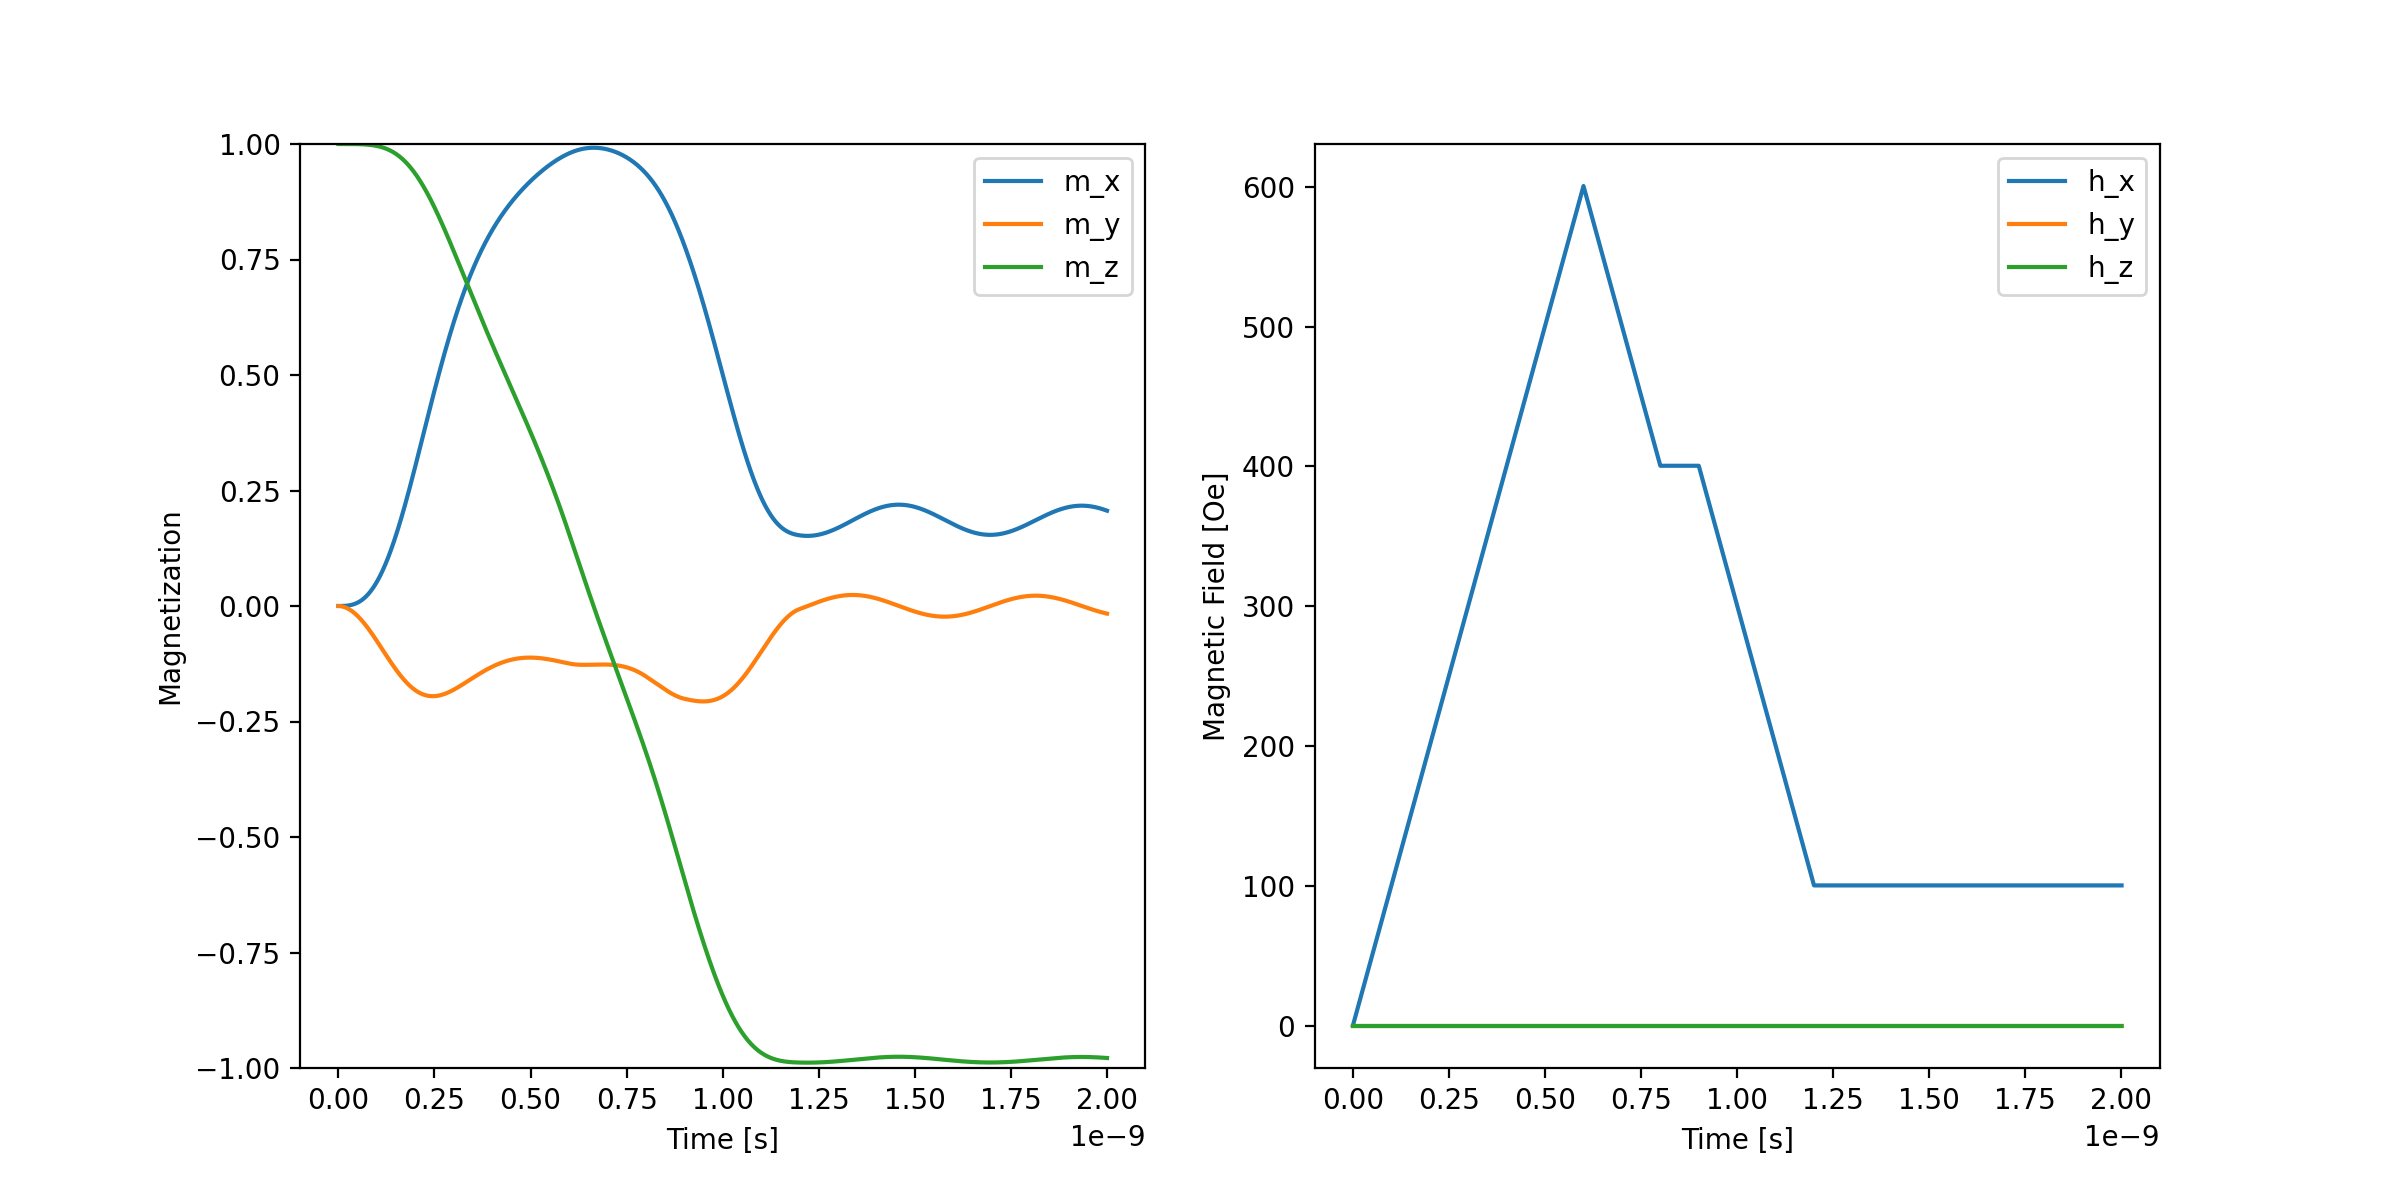 Magnetization
1.00
0.75
0.50
0.25
0.00
−0.25
−0.50
−0.75
−1.00
m_x
m_y
m_z
0.00 0.25 0.50 0.75 1.00 1.25 1.50 1.75 2.00
Time [s]
1e−9
Magnetic Field [Oe]
600
500
400
300
200
100
0
h_x
h_y
h_z
0.00 0.25 0.50 0.75 1.00 1.25 1.50 1.75 2.00
Time [s]
1e−9